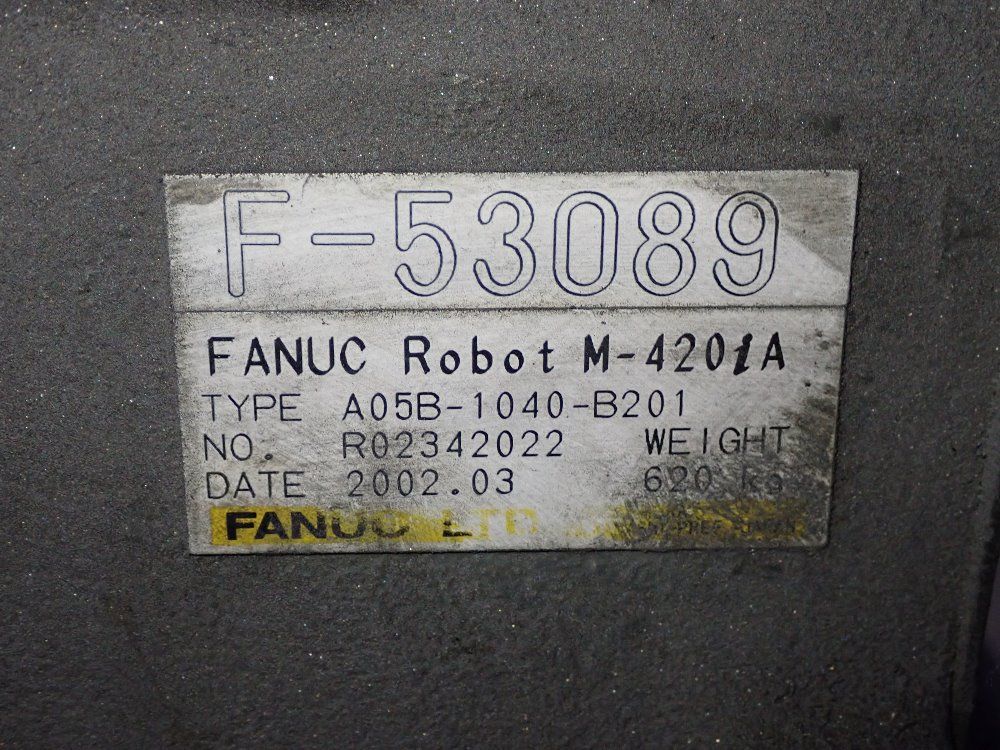 F-53089
FANUC Robot M-420iA
TYPE A05B-1040-B201
NO. R02342022 WEIGHT
DATE 2002.03 620 kg
FANUC LTD